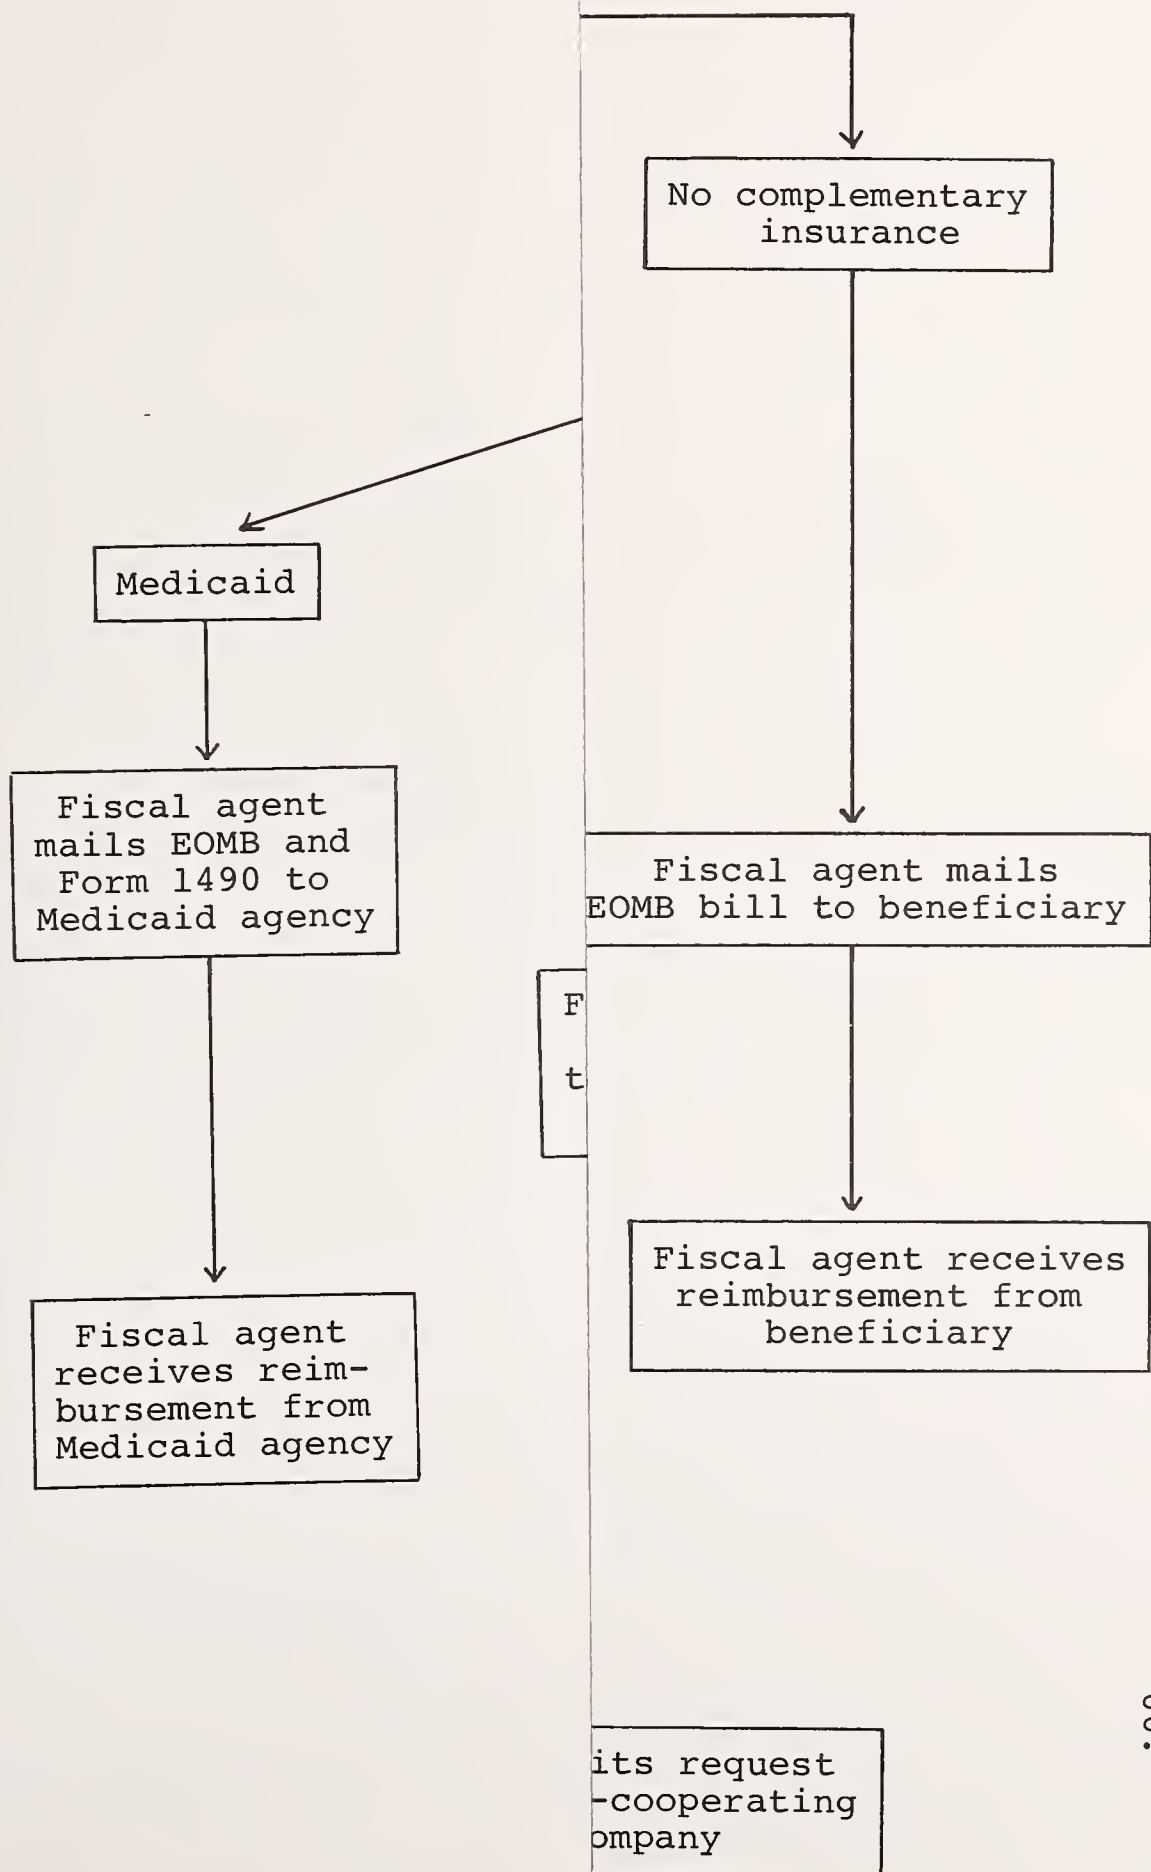 No complementary
insurance
Medicaid
Fiscal agent
mails EOMB and
Form 1490 to
Medicaid agency
Fiscal agent mails
EOMB bill to beneficiary
F
t
Fiscal agent receives
reimbursement from
beneficiary
Fiscal agent
receives reim-
bursement from
Medicaid agency
its request
-cooperating
ompany